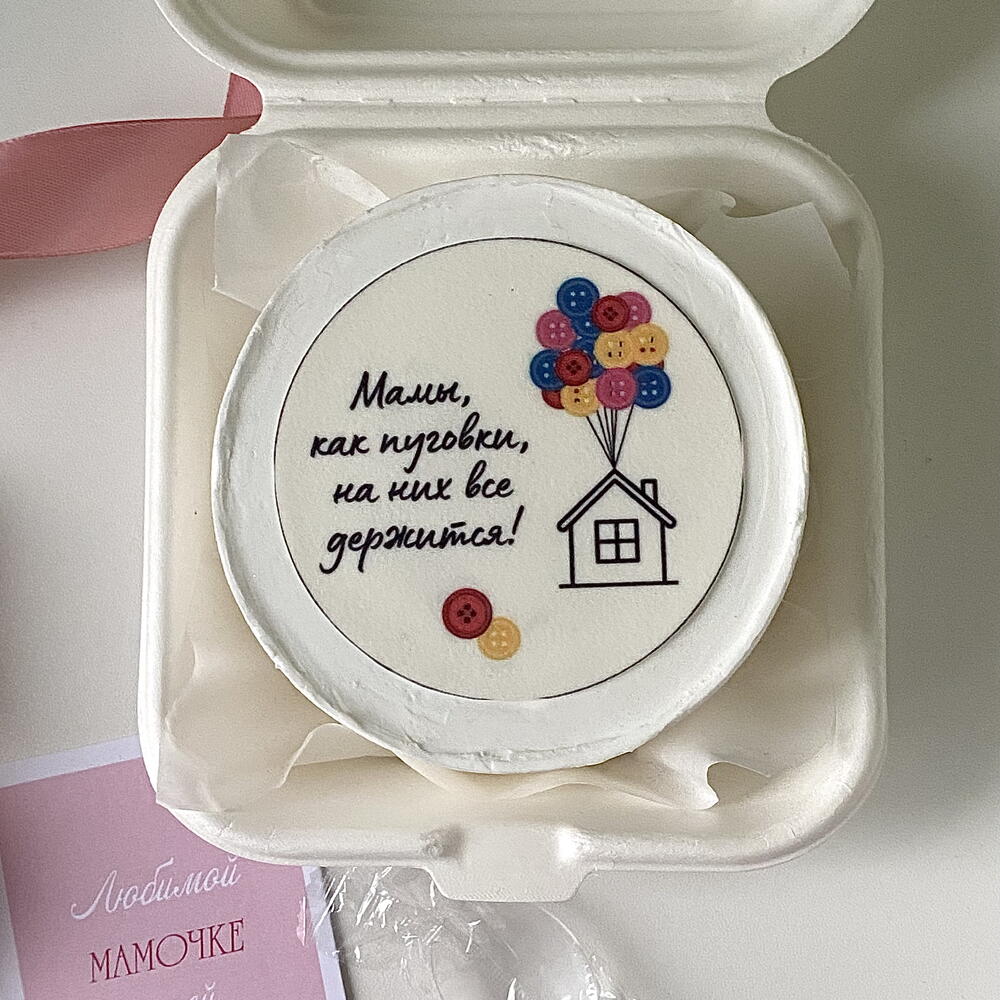 Мамы,
как пуговки,
на них все
держится!
Любимой
МАМОЧКЕ